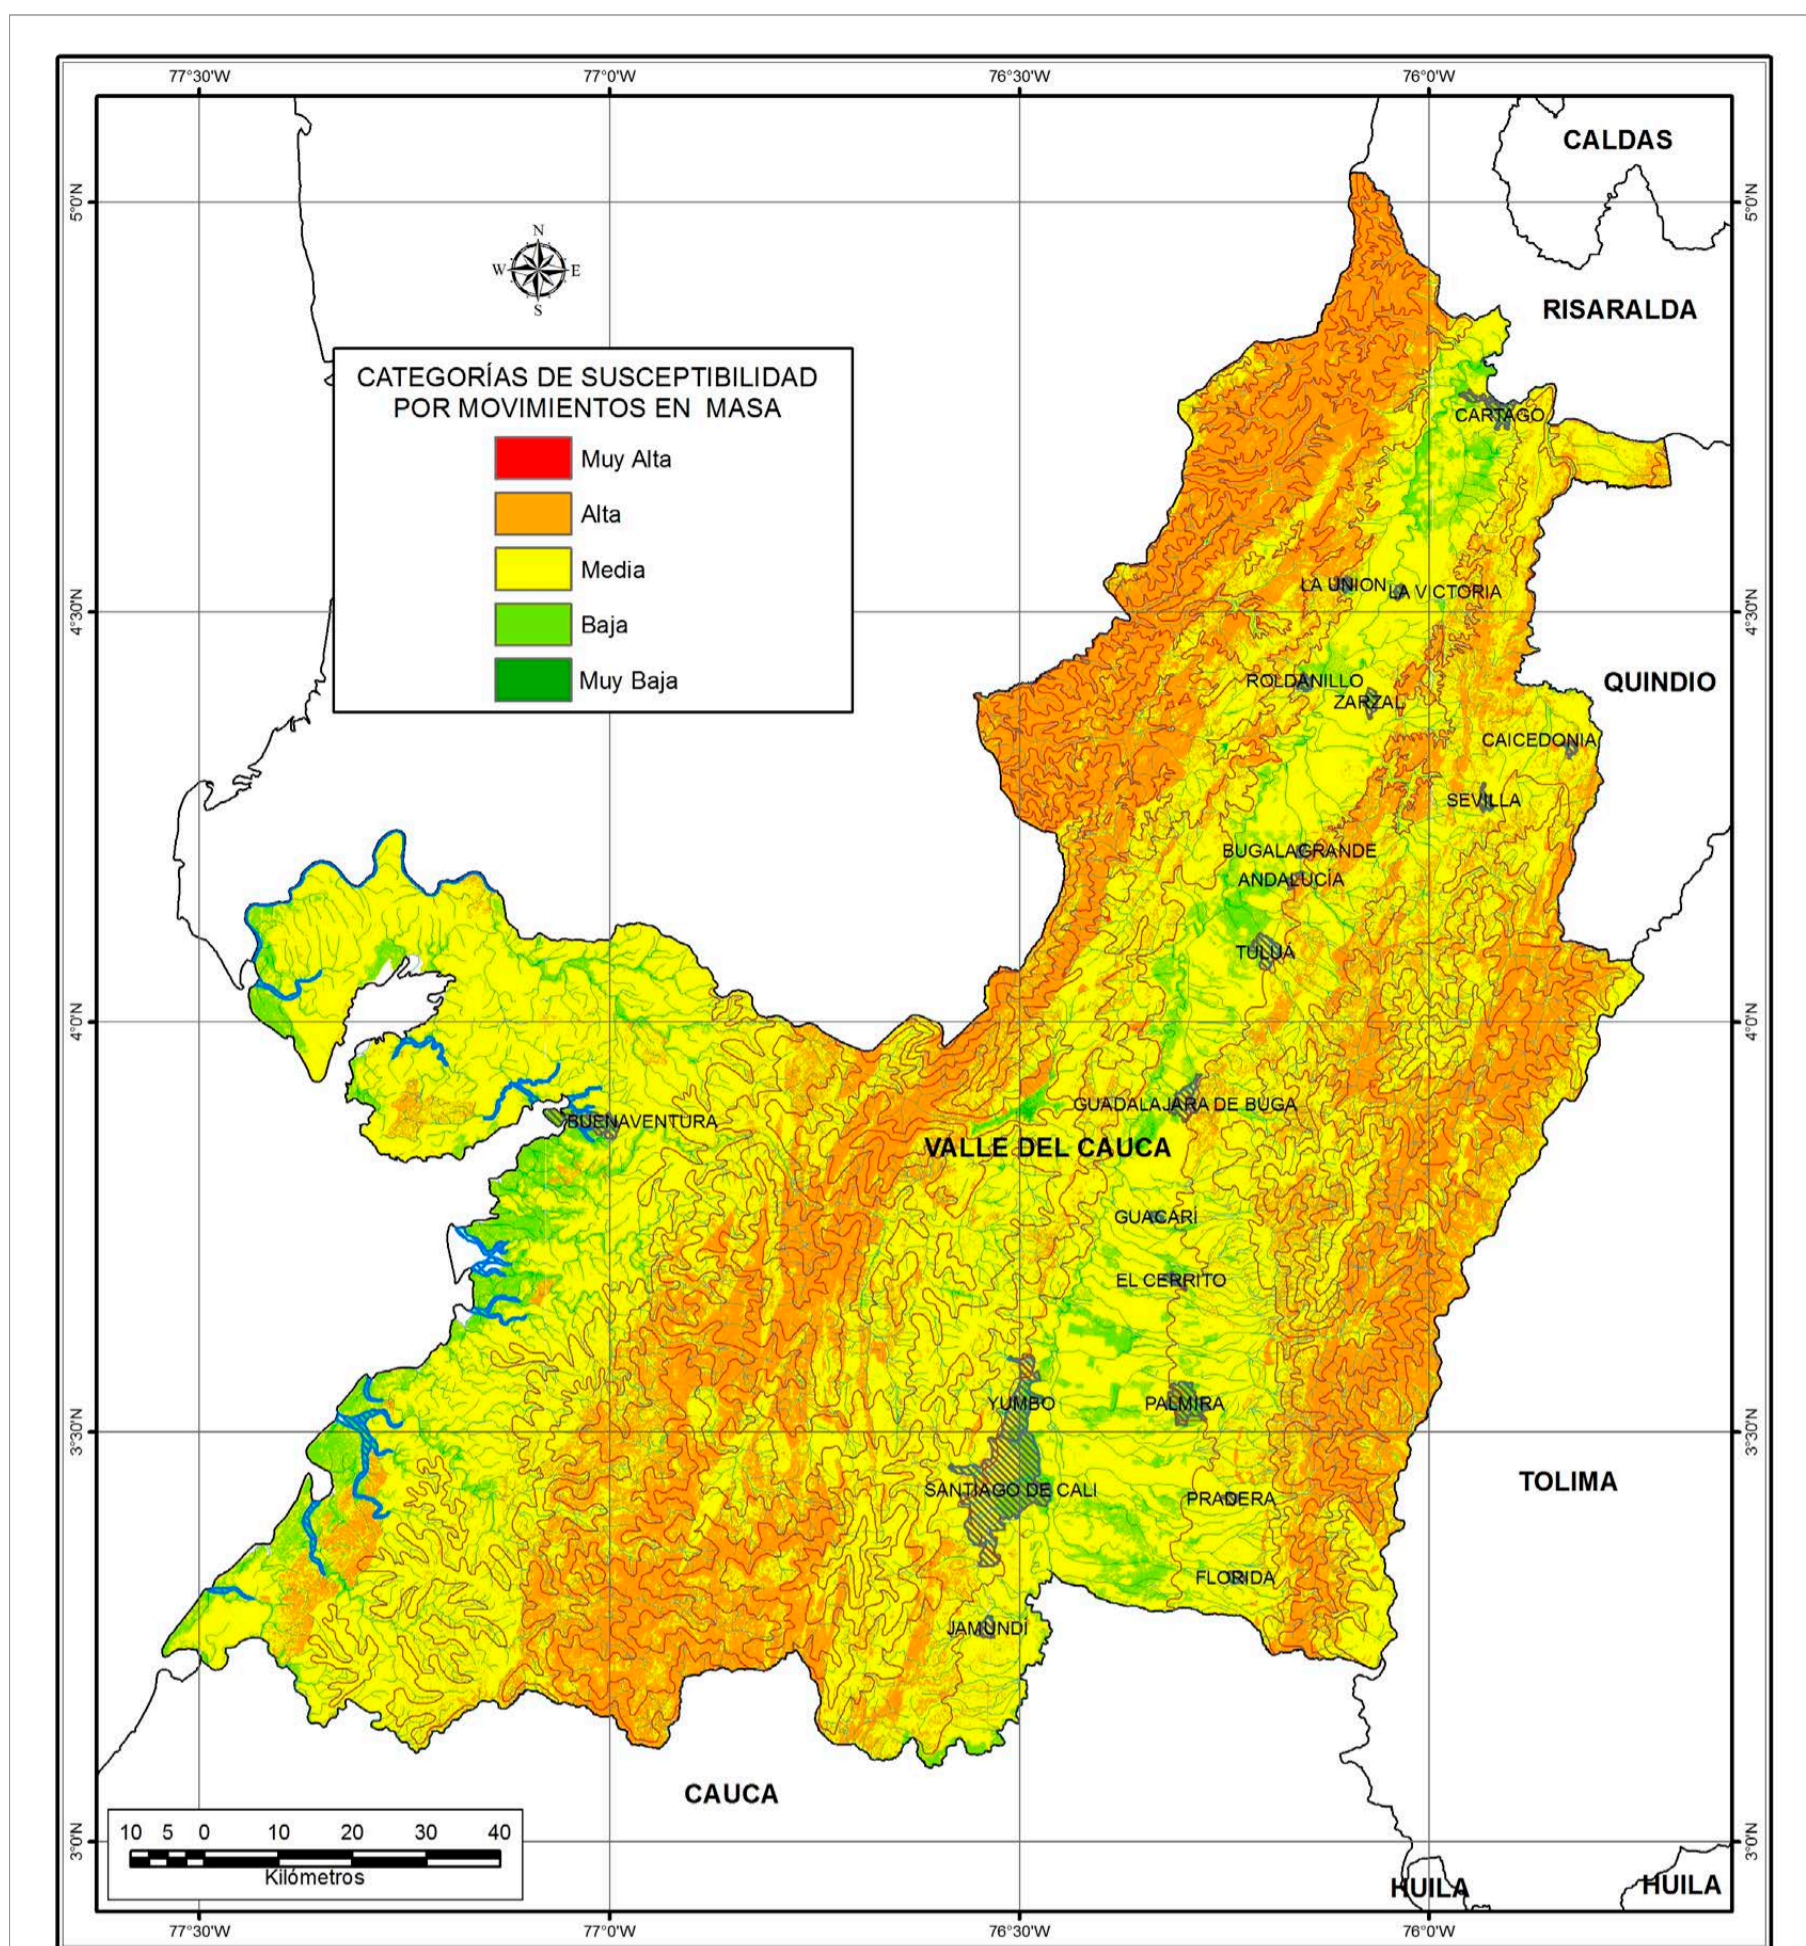 77°30'W
77°0'W
76°30'W
76°0'W
CALDAS
5°0'N
5°0'N
N
W
E
S
RISARALDA
CATEGORÍAS DE SUSCEPTIBILIDAD
POR MOVIMIENTOS EN MASA
Muy Alta
Alta
Media
Baja
Muy Baja
CARTAGO
LA UNION
LA VICTORIA
4°30'N
4°30'N
ROLDANILLO
QUINDIO
ZARZAL
CAICEDONIA
SEVILLA
BUGALAGRANDE
ANDALUCÍA
TULUÁ
4°0'N
4°0'N
GUADALAJARA DE BUGA
BUENAVENTURA
VALLE DEL CAUCA
GUACARÍ
EL CERRITO
YUMBO
PALMIRA
3°30'N
3°30'N
TOLIMA
SANTIAGO DE CALI
PRADERA
FLORIDA
JAMUNDÍ
CAUCA
10 5 0 10 20 30 40
Kilómetros
3°0'N
3°0'N
HUILA
HUILA
77°30'W
77°0'W
76°30'W
76°0'W